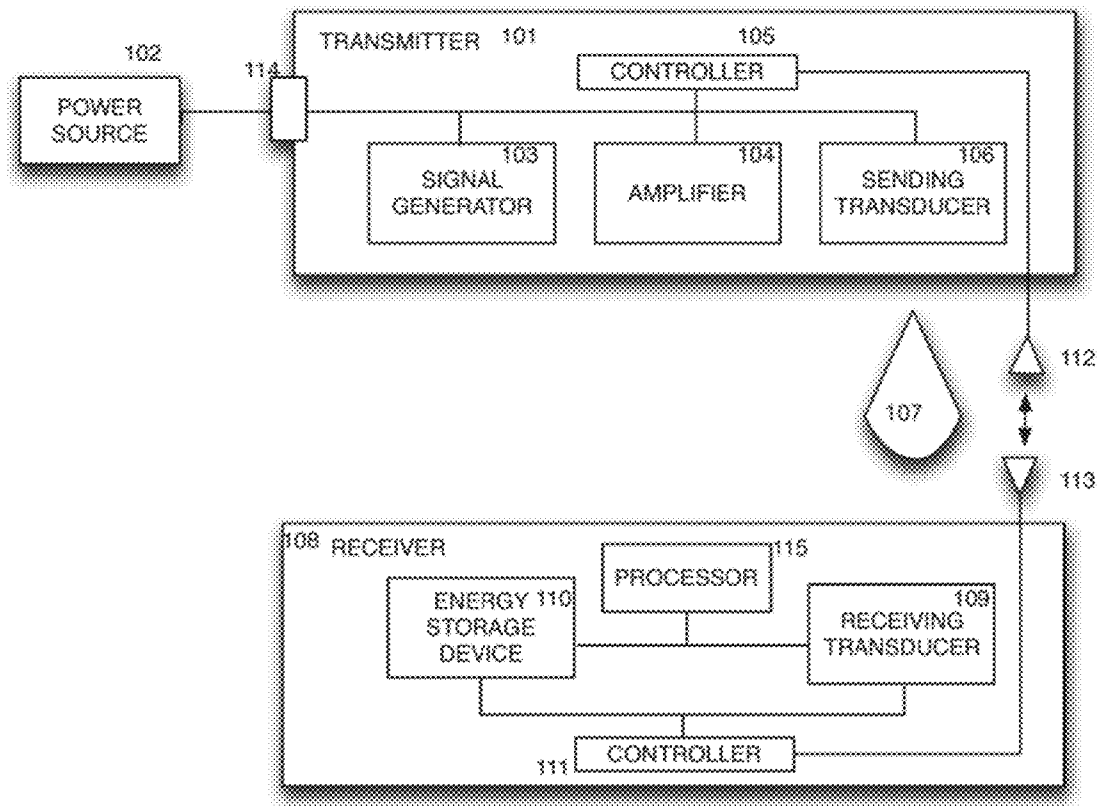 102
POWER
SOURCE
114
TRANSMITTER 101
105
CONTROLLER
103
SIGNAL
GENERATOR
104
AMPLIFIER
106
SENDING
TRANSDUCER
107
112
113
108 RECEIVER
115
PROCESSOR
ENERGY 110
STORAGE
DEVICE
109
RECEIVING
TRANSDUCER
111
CONTROLLER